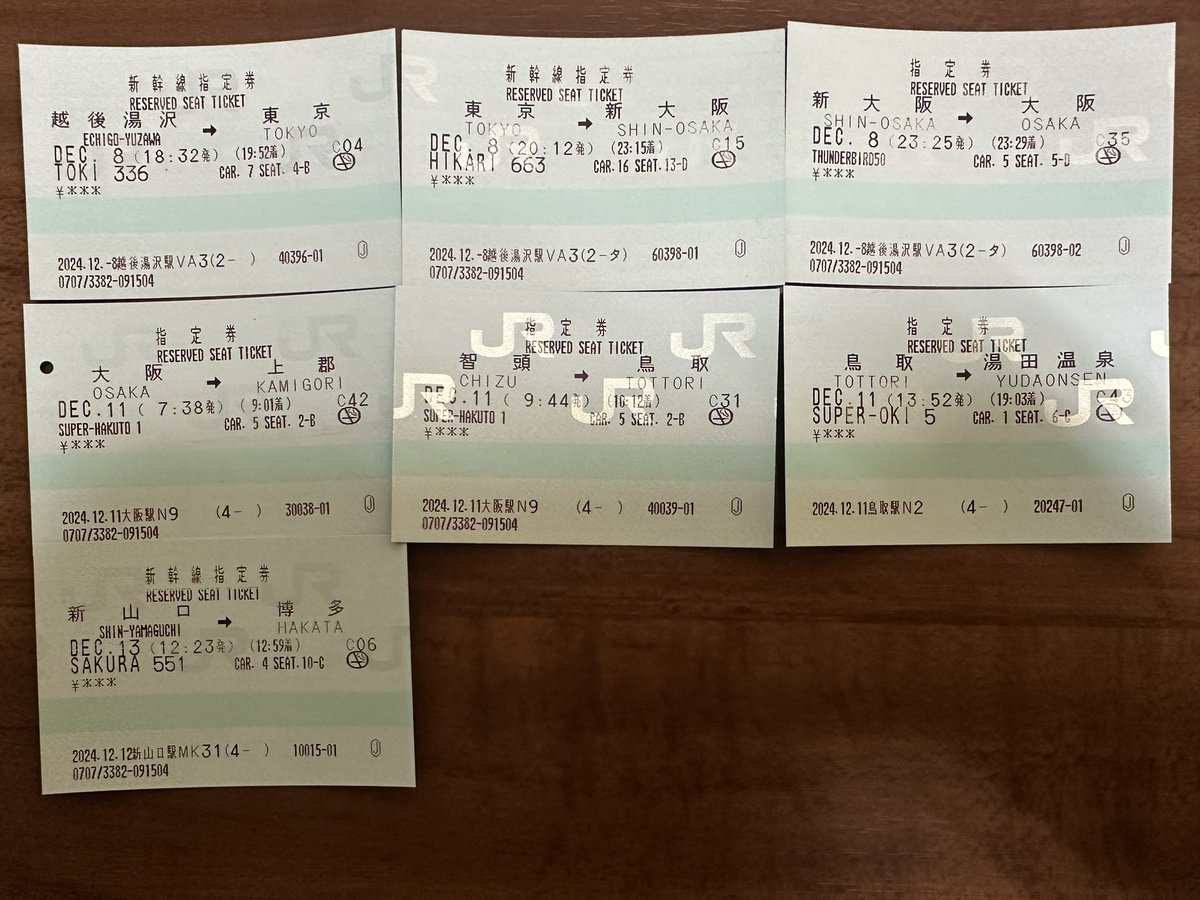 新幹線指定券
RESERVED SEAT TICKET
越後湯沢 ➡ 東京
ECHIGO-YUZAWA TOKYO
DEC. 8 (18:32発) (19:52着) C04
TOKI 336 CAR. 7 SEAT. 4-B
¥***
2024.12.-8越後湯沢駅VA3(2- ) 40396-01
0707/3382-091504
JR
新幹線指定券
RESERVED SEAT TICKET
東京 ➡ 新大阪
TOKYO SHIN-OSAKA
DEC. 8 (20:12発) (23:15着) C15
HIKARI 663 CAR.16 SEAT.13-D
¥***
2024.12.-8越後湯沢駅VA3(2-タ) 60398-01
0707/3382-091504
指定券
RESERVED SEAT TICKET
新大阪 ➡ 大阪
SHIN-OSAKA OSAKA
DEC. 8 (23:25発) (23:29着) C35
THUNDERBIRD50 CAR. 5 SEAT. 5-D
¥***
2024.12.-8越後湯沢駅VA3(2-タ) 60398-02
0707/3382-091504
指定券
RESERVED SEAT TICKET
大阪 ➡ 上郡
OSAKA KAMIGORI
DEC.11 ( 7:38発) ( 9:01着) C42
SUPER-HAKUTO 1 CAR. 5 SEAT. 2-B
¥***
2024.12.11大阪駅N9 (4- ) 30038-01
0707/3382-091504
JR JR
指定券
RESERVED SEAT TICKET
智頭 ➡ 鳥取
CHIZU TOTTORI
JR JR
DEC.11 ( 9:44発) (10:12着) C31
SUPER-HAKUTO 1 CAR. 5 SEAT. 2-B
¥***
2024.12.11大阪駅N9 (4- ) 40039-01
0707/3382-091504
JR
指定券
RESERVED SEAT TICKET
鳥取 ➡ 湯田温泉
TOTTORI YUDAONSEN
JR
DEC.11 (13:52発) (19:03着)
SUPER-OKI 5 CAR. 1 SEAT. 6-C
¥***
2024.12.11鳥取駅N2 (4- ) 20247-01
新幹線指定券
RESERVED SEAT TICKET
新山口 ➡ 博多
SHIN-YAMAGUCHI HAKATA
DEC.13 (12:23発) (12:59着) C06
SAKURA 551 CAR. 4 SEAT.10-C
¥***
2024.12.12新山口駅MK31(4- ) 10015-01
0707/3382-091504